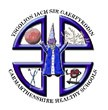 YSGOLION IACH SIR GAERFYRDDIN
CARMARTHENSHIRE HEALTHY SCHOOLS